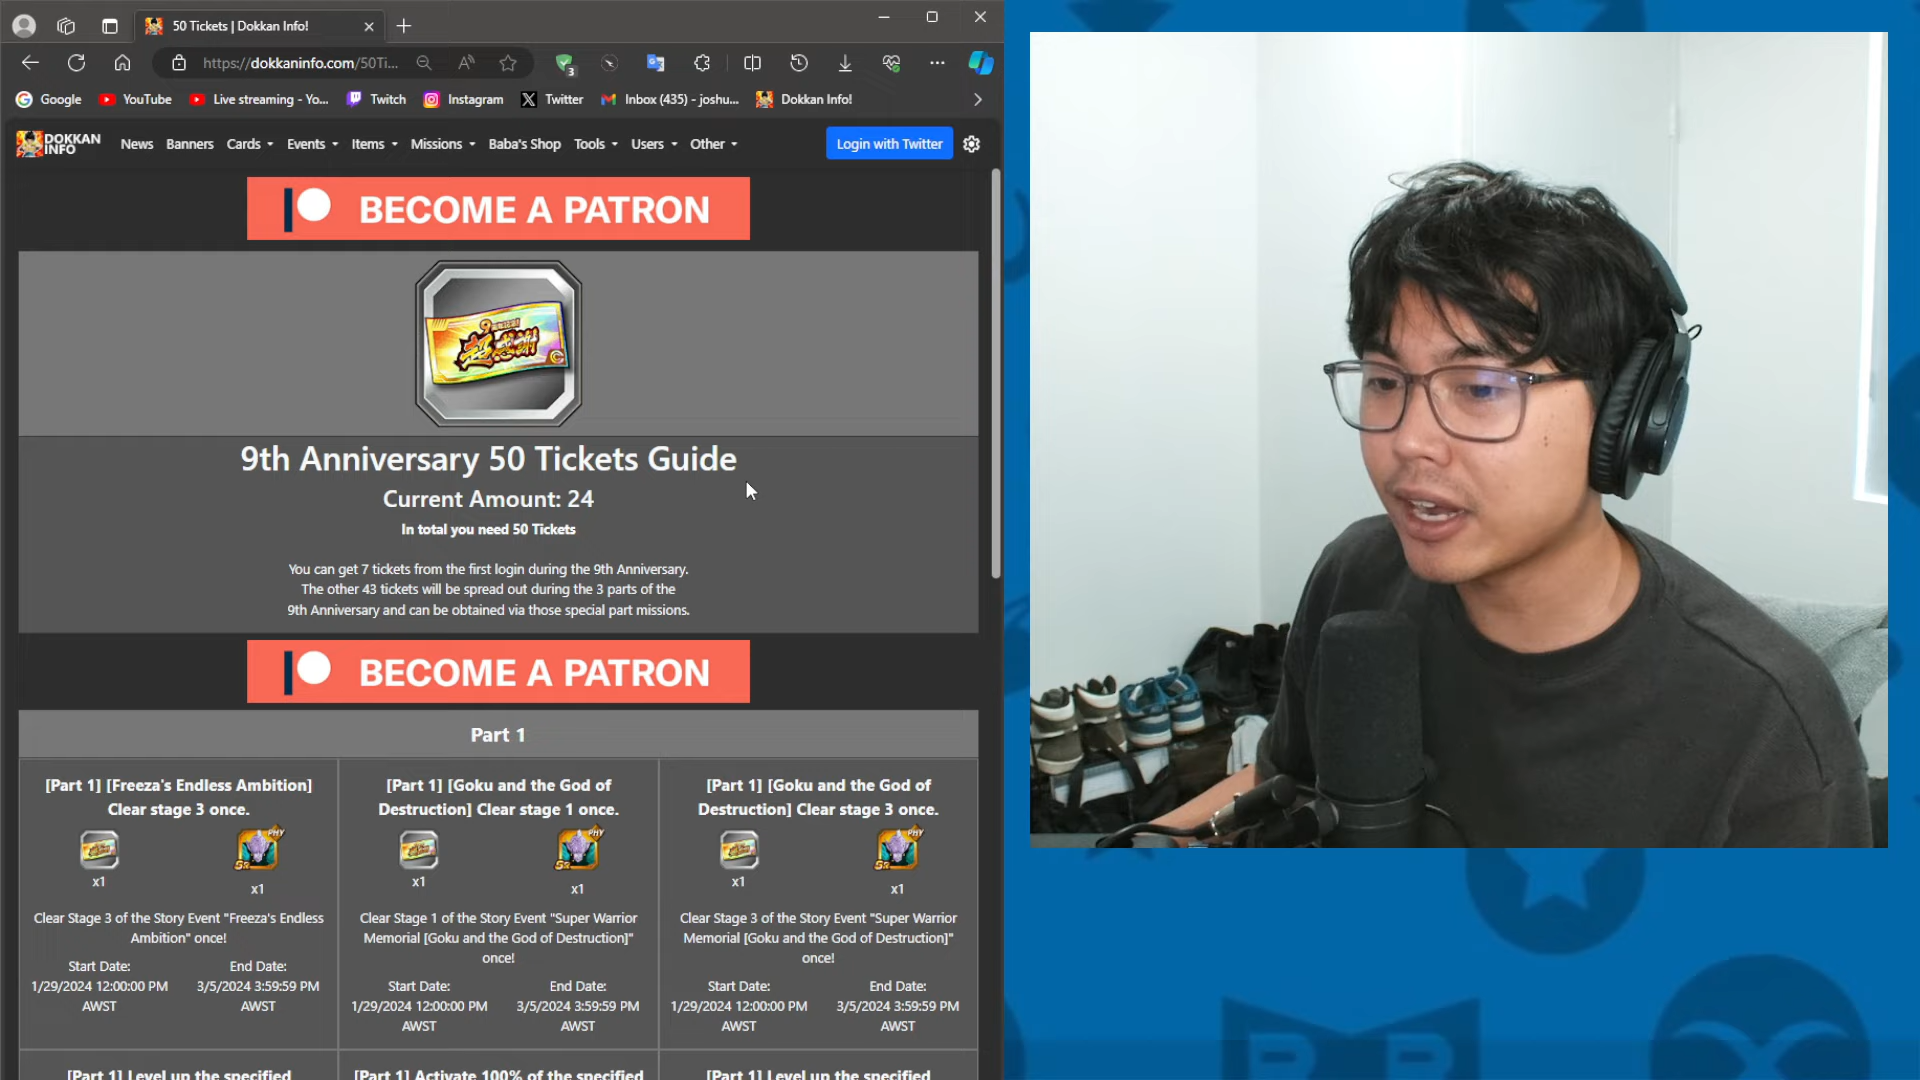 50 Tickets | Dokkan Info!
https://dokkaninfo.com/50Ti...
3
Google
YouTube
Live streaming - Yo...
Twitch
Instagram
Twitter
Inbox (435) - joshu...
Dokkan Info!
DOKKAN
INFO
News
Banners
Cards
Events
Items
Missions
Baba's Shop
Tools
Users
Other
Login with Twitter
BECOME A PATRON
超感謝
9th Anniversary 50 Tickets Guide
Current Amount: 24
In total you need 50 Tickets
You can get 7 tickets from the first login during the 9th Anniversary.
The other 43 tickets will be spread out during the 3 parts of the
9th Anniversary and can be obtained via those special part missions.
BECOME A PATRON
Part 1
[Part 1] [Freeza's Endless Ambition]
Clear stage 3 once.
PHY
SR
x1
x1
Clear Stage 3 of the Story Event "Freeza's Endless
Ambition" once!
Start Date:
1/29/2024 12:00:00 PM
AWST
End Date:
3/5/2024 3:59:59 PM
AWST
[Part 1] [Goku and the God of
Destruction] Clear stage 1 once.
PHY
SR
x1
x1
Clear Stage 1 of the Story Event "Super Warrior
Memorial [Goku and the God of Destruction]"
once!
Start Date:
1/29/2024 12:00:00 PM
AWST
End Date:
3/5/2024 3:59:59 PM
AWST
[Part 1] [Goku and the God of
Destruction] Clear stage 3 once.
PHY
SR
x1
x1
Clear Stage 3 of the Story Event "Super Warrior
Memorial [Goku and the God of Destruction]"
once!
Start Date:
1/29/2024 12:00:00 PM
AWST
End Date:
3/5/2024 3:59:59 PM
AWST
[Part 1] Level up the specified
[Part 1] Activate 100% of the specified
[Part 1] Level up the specified